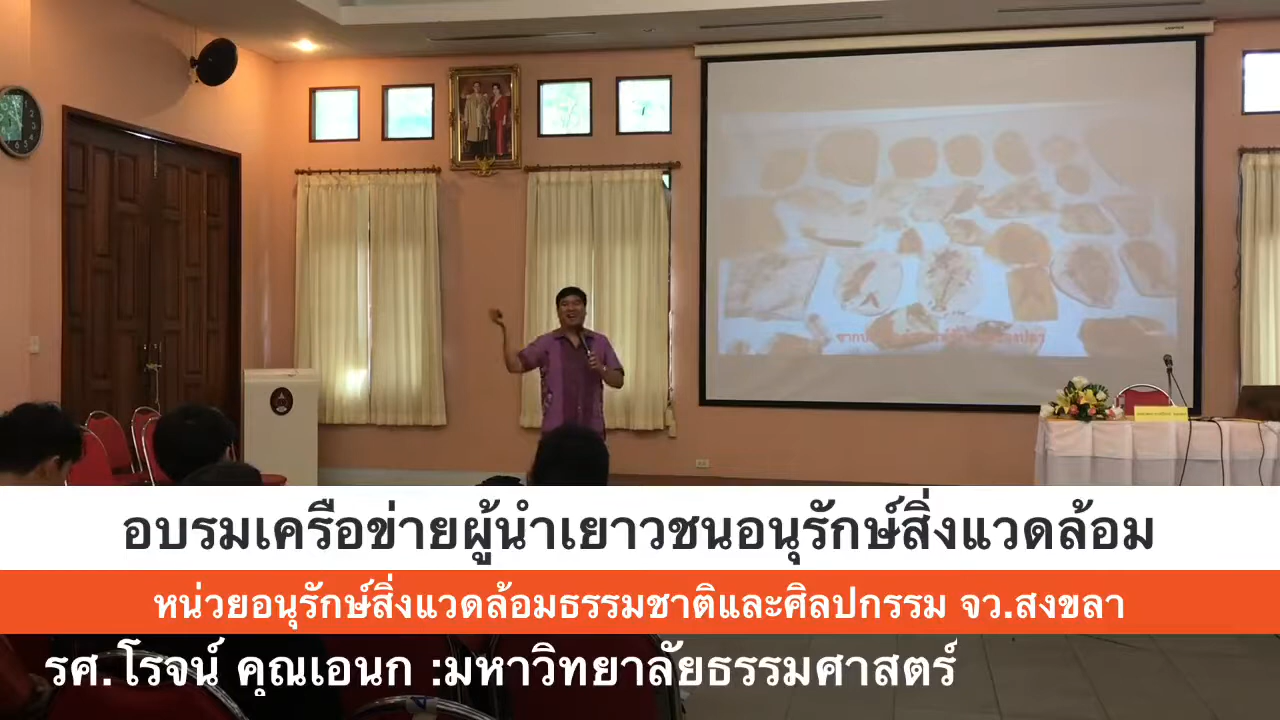 อบรมเครือข่ายผู้นำเยาวชนอนุรักษ์สิ่งแวดล้อม
หน่วยอนุรักษ์สิ่งแวดล้อมธรรมชาติและศิลปกรรม จว.สงขลา
รศ.โรจน์ คุณเอนก :มหาวิทยาลัยธรรมศาสตร์